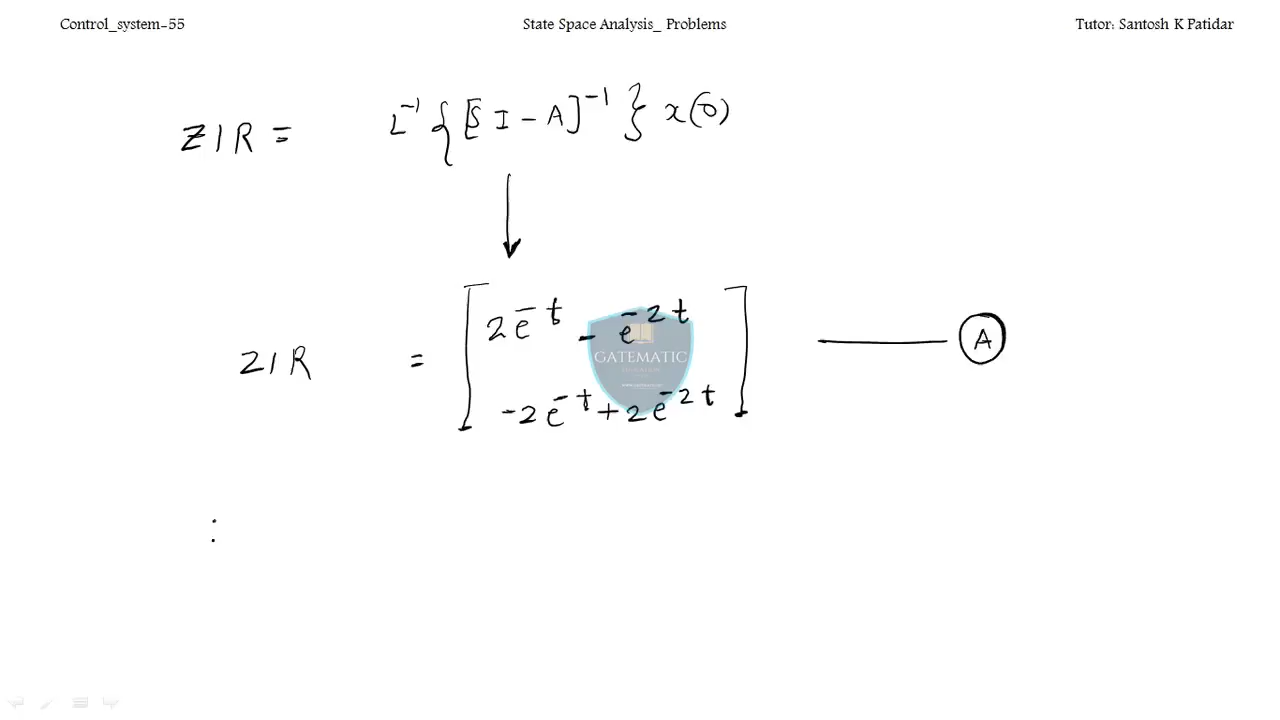 Control_system-55 State Space Analysis_ Problems Tutor: Santosh K Patidar
ZIR = L⁻¹ { [SI - A]⁻¹ } x(0)
ZIR = [ 2e⁻ᵗ - e⁻²ᵗ
-2e⁻ᵗ + 2e⁻²ᵗ ] — A
GATEMATIC
: